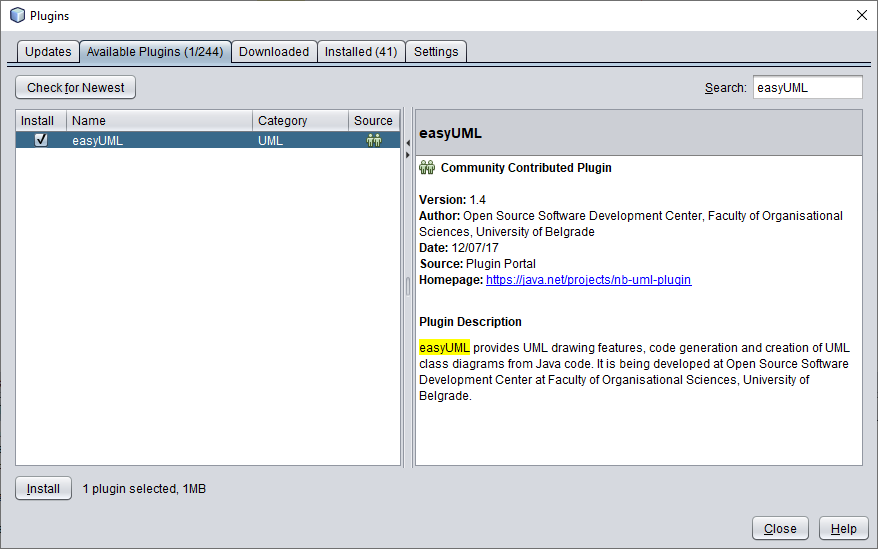 Plugins
Updates Available Plugins (1/244) Downloaded Installed (41) Settings
Check for Newest Search: easyUML
Install Name Category Source
easyUML UML
easyUML
Community Contributed Plugin
Version: 1.4
Author: Open Source Software Development Center, Faculty of Organisational
Sciences, University of Belgrade
Date: 12/07/17
Source: Plugin Portal
Homepage: https://java.net/projects/nb-uml-plugin
Plugin Description
easyUML provides UML drawing features, code generation and creation of UML
class diagrams from Java code. It is being developed at Open Source Software
Development Center at Faculty of Organisational Sciences, University of
Belgrade.
Install 1 plugin selected, 1MB
Close Help